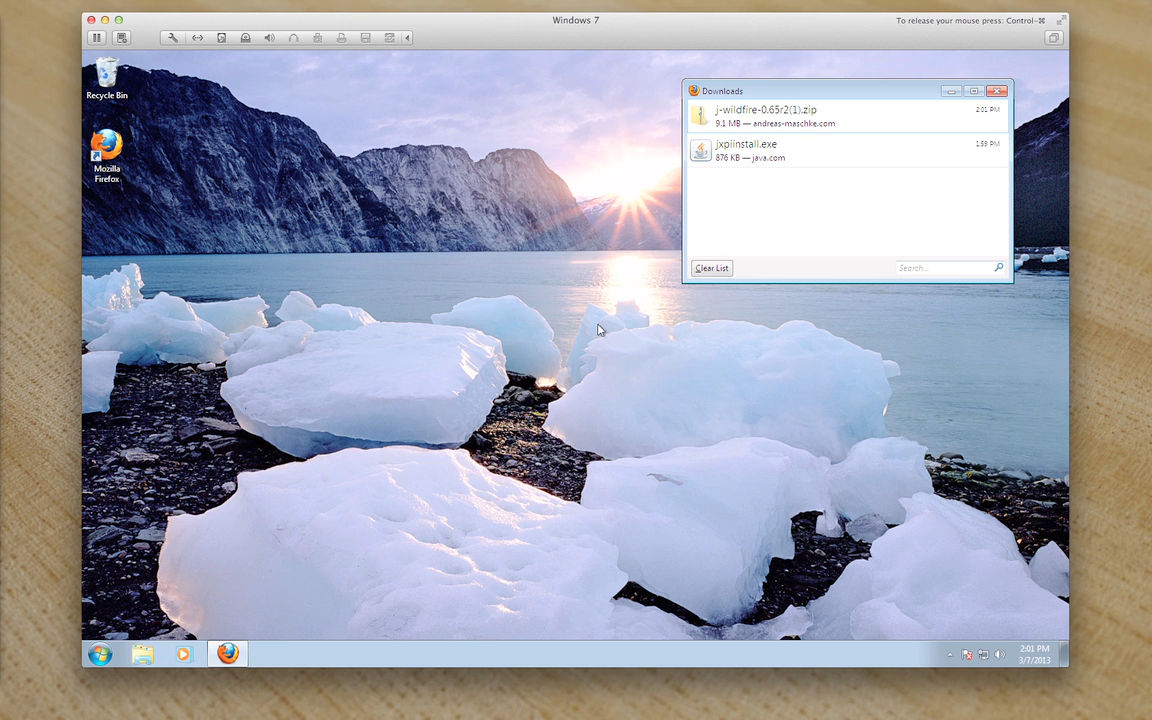 Windows 7
To release your mouse press: Control-⌘
Recycle Bin
Mozilla
Firefox
Downloads
j-wildfire-0.65r2(1).zip
2:01 PM
9.1 MB — andreas-maschke.com
jxpiinstall.exe
1:59 PM
876 KB — java.com
Clear List
Search...
2:01 PM
3/7/2013